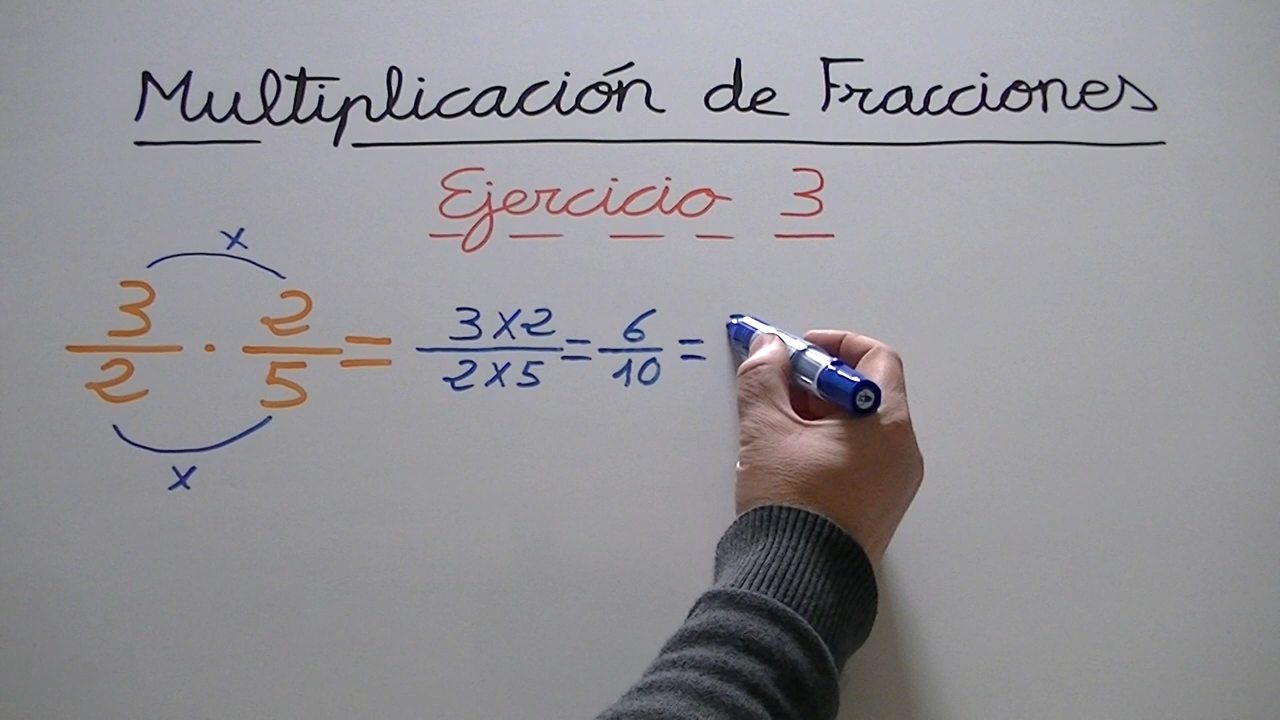 Multiplicación de Fracciones
Ejercicio 3
x
3/2 · 2/5 = 3x2/2x5 = 6/10 =
x